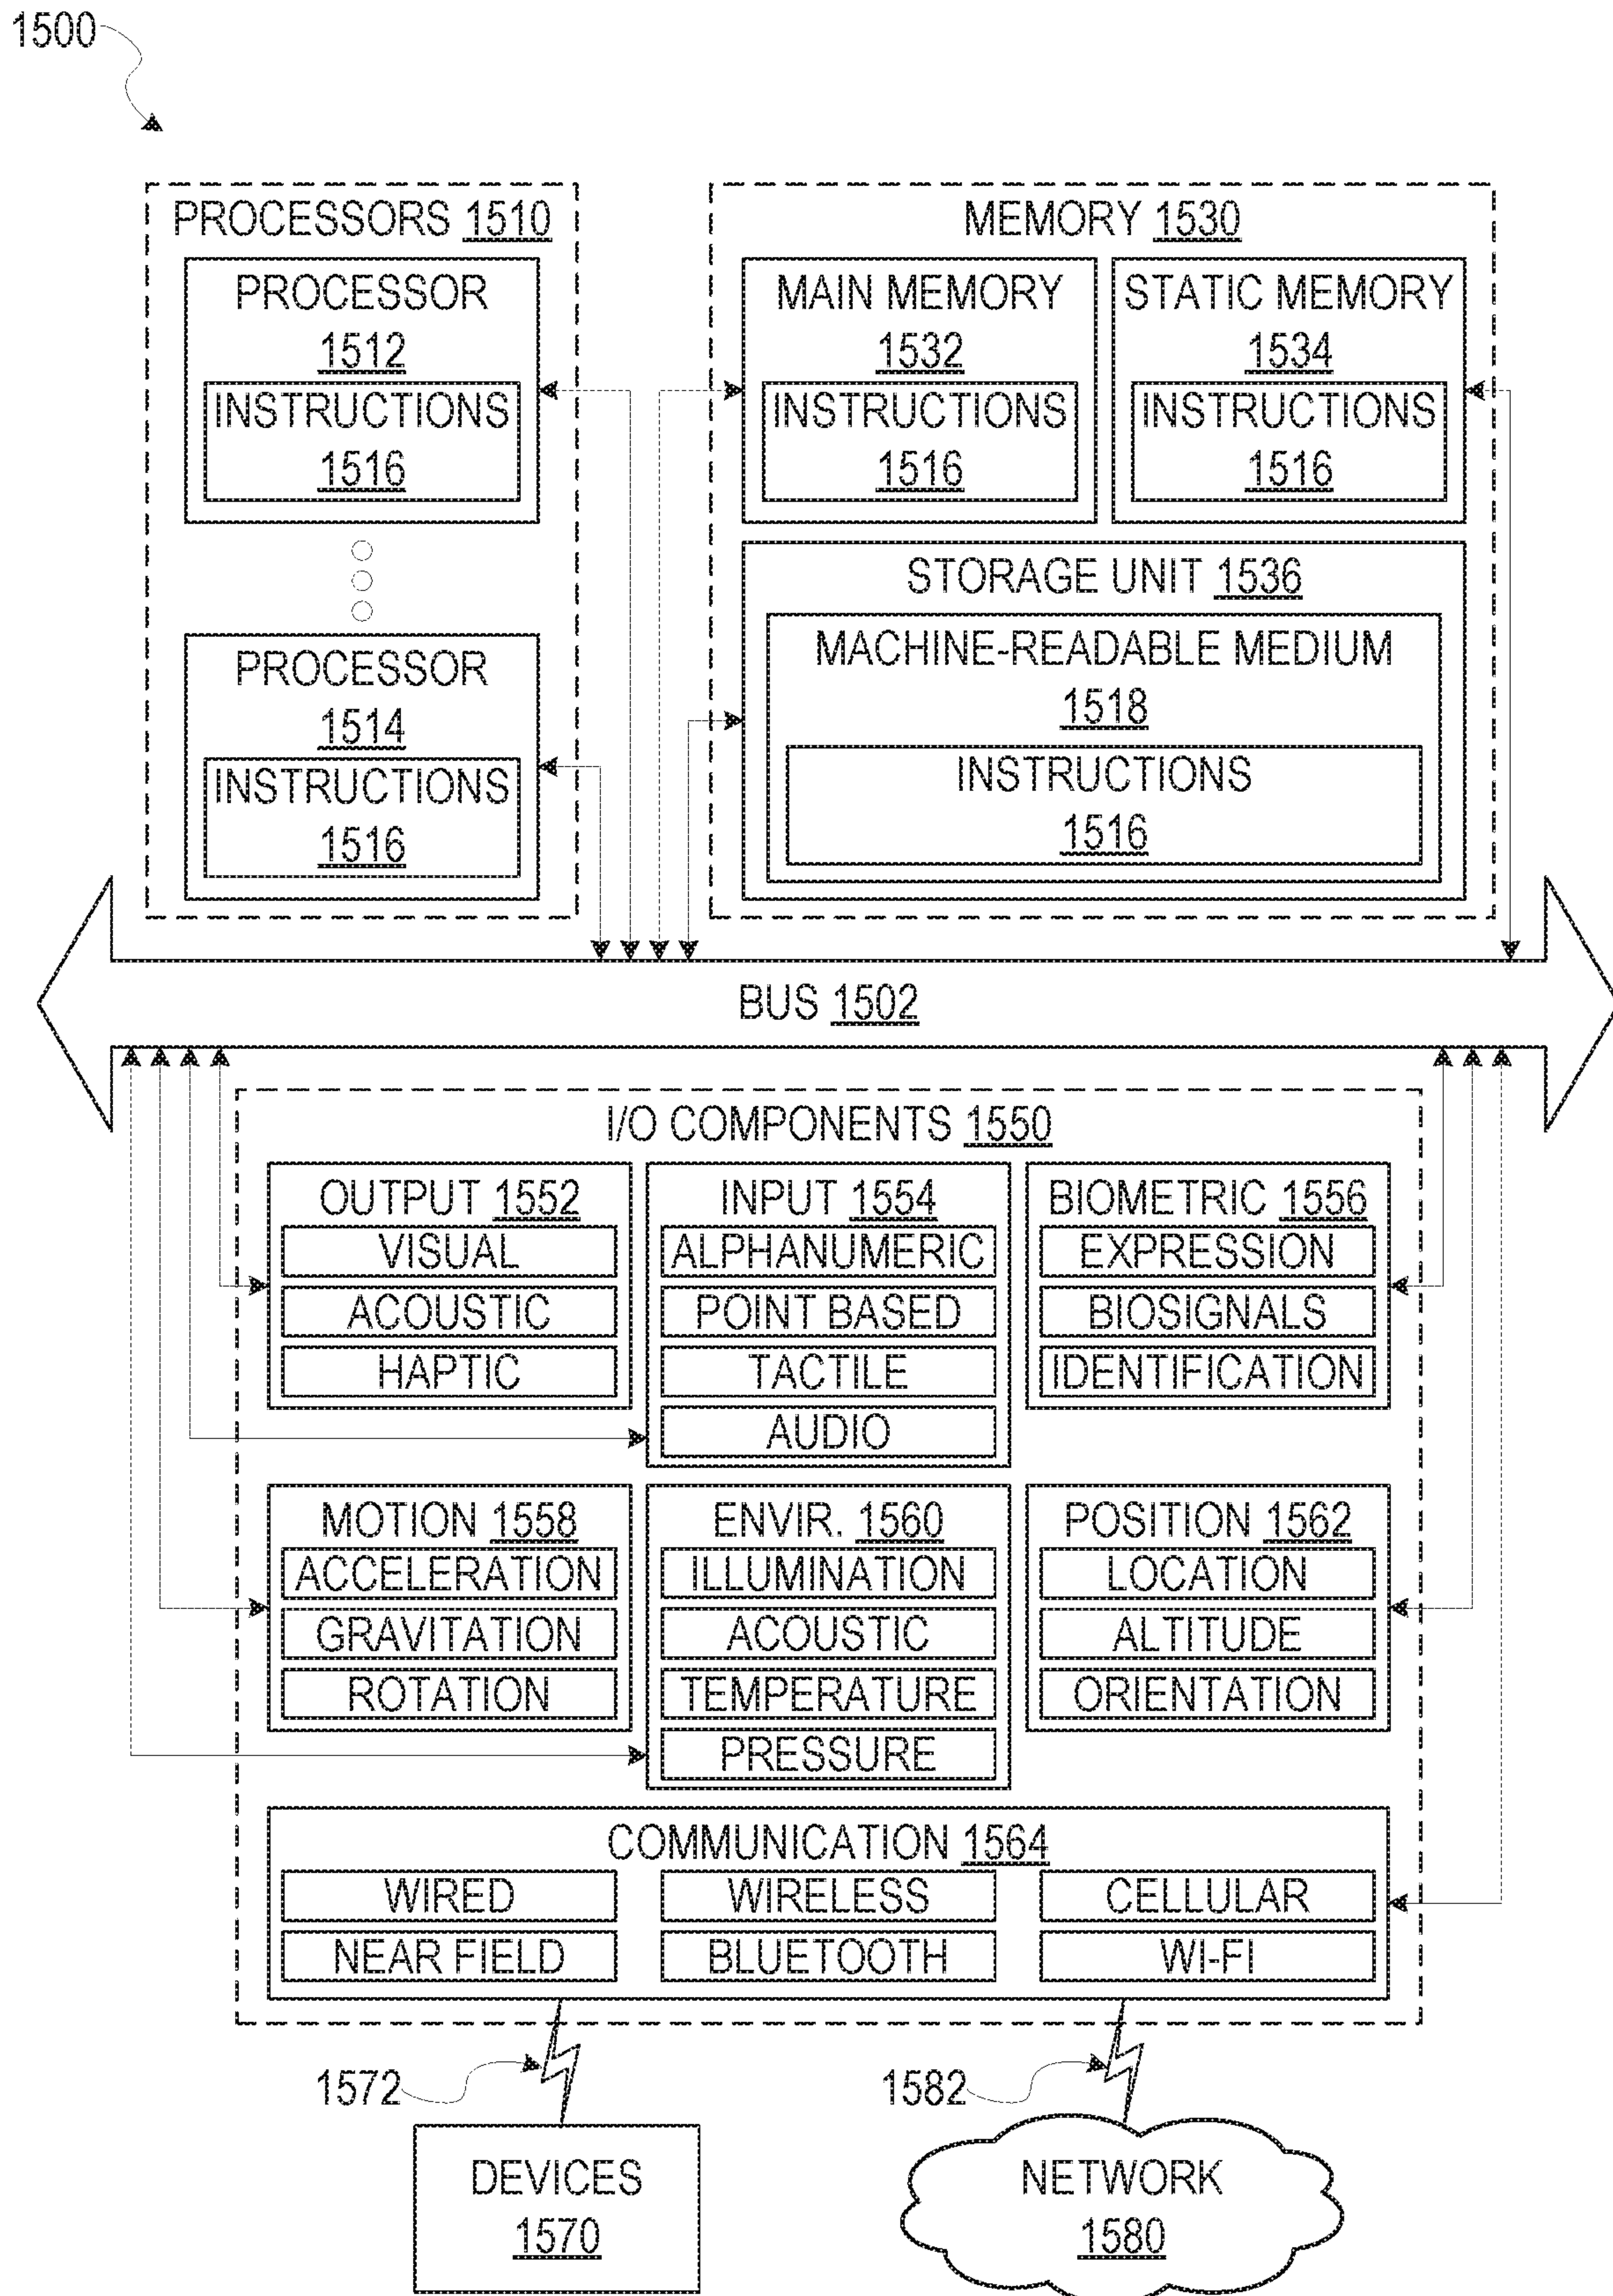 1500
PROCESSORS 1510
PROCESSOR
1512
INSTRUCTIONS
1516
PROCESSOR
1514
INSTRUCTIONS
1516
MEMORY 1530
MAIN MEMORY
1532
INSTRUCTIONS
1516
STATIC MEMORY
1534
INSTRUCTIONS
1516
STORAGE UNIT 1536
MACHINE-READABLE MEDIUM
1518
INSTRUCTIONS
1516
BUS 1502
I/O COMPONENTS 1550
OUTPUT 1552
VISUAL
ACOUSTIC
HAPTIC
INPUT 1554
ALPHANUMERIC
POINT BASED
TACTILE
AUDIO
BIOMETRIC 1556
EXPRESSION
BIOSIGNALS
IDENTIFICATION
MOTION 1558
ACCELERATION
GRAVITATION
ROTATION
ENVIR. 1560
ILLUMINATION
ACOUSTIC
TEMPERATURE
PRESSURE
POSITION 1562
LOCATION
ALTITUDE
ORIENTATION
COMMUNICATION 1564
WIRED
WIRELESS
CELLULAR
NEAR FIELD
BLUETOOTH
WI-FI
1572
1582
DEVICES
1570
NETWORK
1580